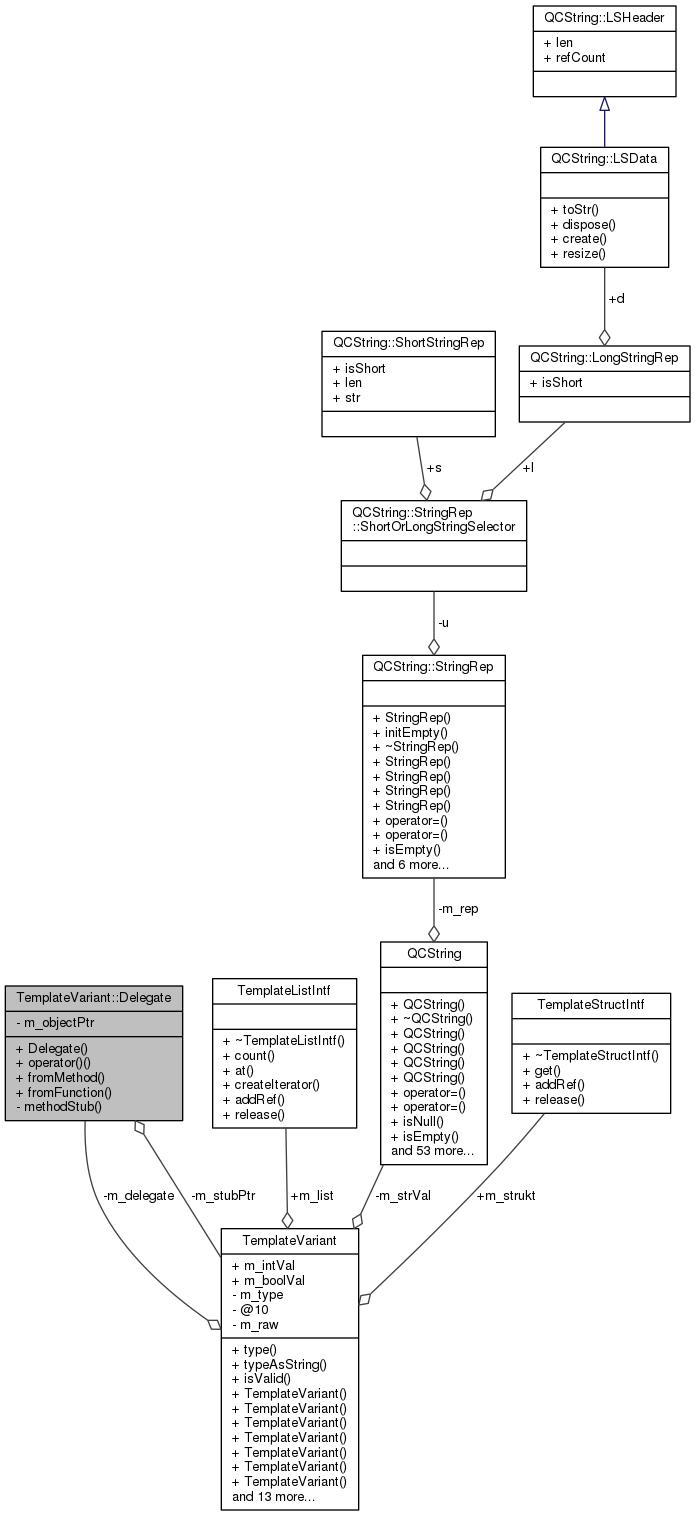 QCString::LSHeader
+ len
+ refCount
QCString::LSData
+ toStr()
+ dispose()
+ create()
+ resize()
+d
QCString::ShortStringRep
+ isShort
+ len
+ str
QCString::LongStringRep
+ isShort
+s
+l
QCString::StringRep
::ShortOrLongStringSelector
-u
QCString::StringRep
+ StringRep()
+ initEmpty()
+ ~StringRep()
+ StringRep()
+ StringRep()
+ StringRep()
+ StringRep()
+ operator=()
+ operator=()
+ isEmpty()
and 6 more...
-m_rep
TemplateVariant::Delegate
- m_objectPtr
+ Delegate()
+ operator()()
+ fromMethod()
+ fromFunction()
- methodStub()
TemplateListIntf
+ ~TemplateListIntf()
+ count()
+ at()
+ createIterator()
+ addRef()
+ release()
QCString
+ QCString()
+ ~QCString()
+ QCString()
+ QCString()
+ QCString()
+ QCString()
+ operator=()
+ operator=()
+ isNull()
+ isEmpty()
and 53 more...
TemplateStructIntf
+ ~TemplateStructIntf()
+ get()
+ addRef()
+ release()
-m_delegate
-m_stubPtr
+m_list
-m_strVal
+m_strukt
TemplateVariant
+ m_intVal
+ m_boolVal
- m_type
- @10
- m_raw
+ type()
+ typeAsString()
+ isValid()
+ TemplateVariant()
+ TemplateVariant()
+ TemplateVariant()
+ TemplateVariant()
+ TemplateVariant()
+ TemplateVariant()
+ TemplateVariant()
and 13 more...